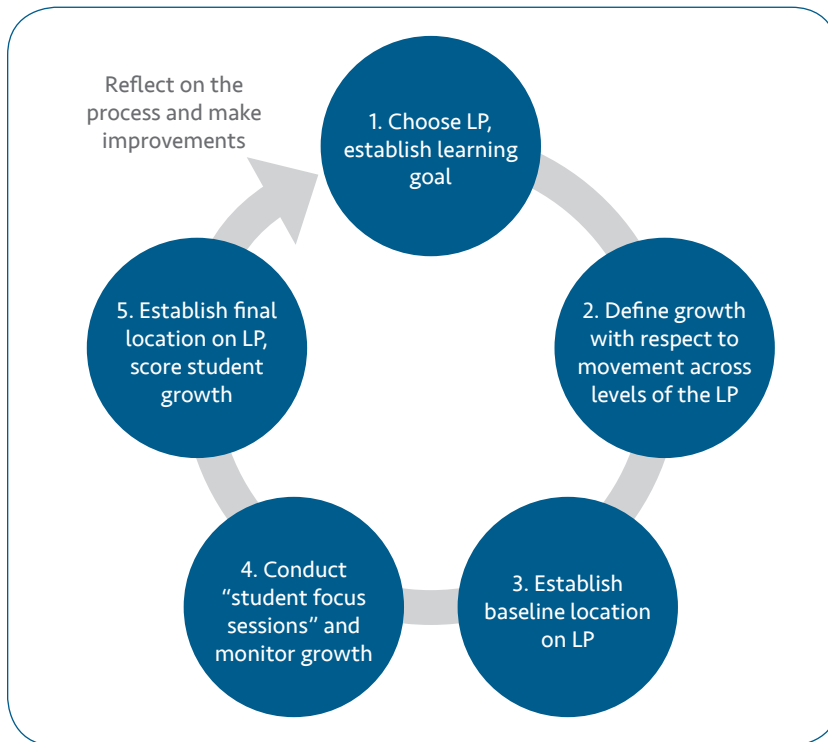 Reflect on the
process and make
improvements
1. Choose LP,
establish learning
goal
2. Define growth
with respect to
movement across
levels of the LP
3. Establish
baseline location
on LP
4. Conduct
“student focus
sessions” and
monitor growth
5. Establish final
location on LP,
score student
growth